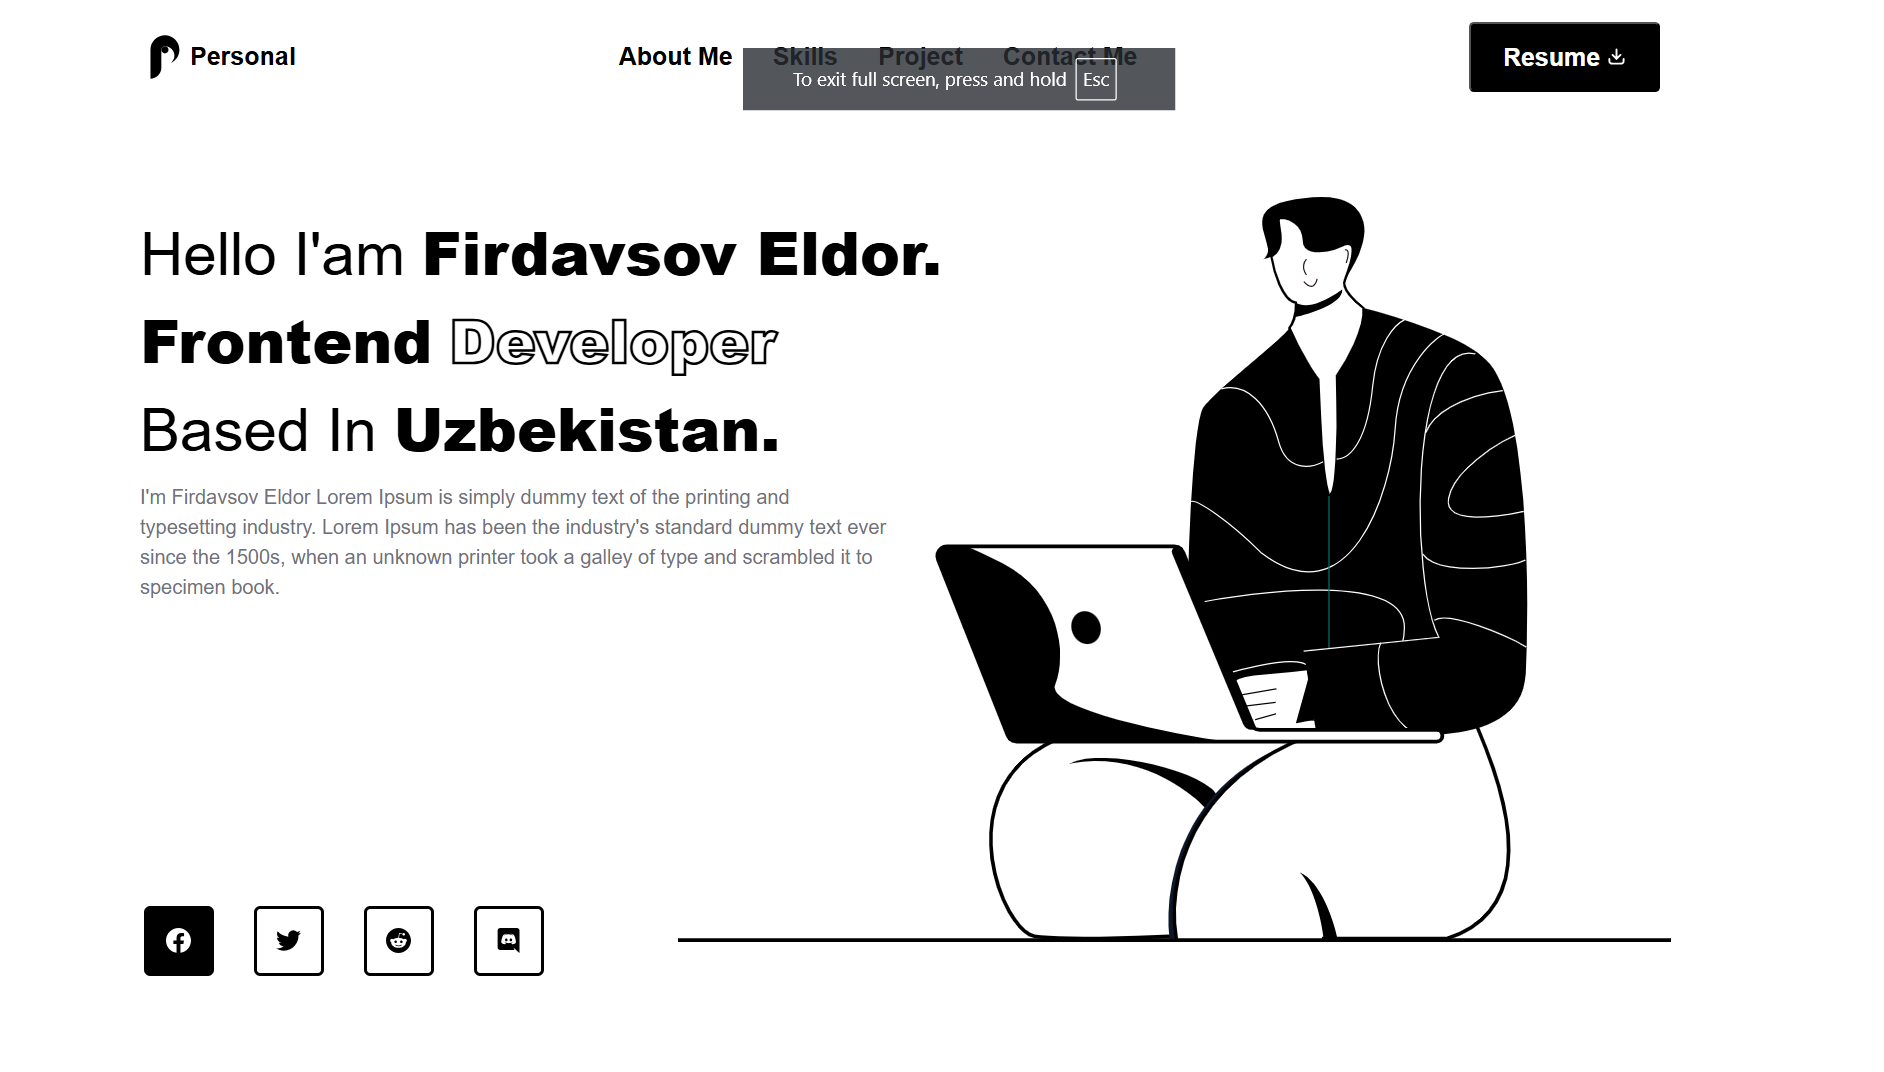 Personal
About Me
Skills
Project
Contact Me
Resume
To exit full screen, press and hold Esc
Hello I'am Firdavsov Eldor.
Frontend Developer
Based In Uzbekistan.
I'm Firdavsov Eldor Lorem Ipsum is simply dummy text of the printing and
typesetting industry. Lorem Ipsum has been the industry's standard dummy text ever
since the 1500s, when an unknown printer took a galley of type and scrambled it to
specimen book.